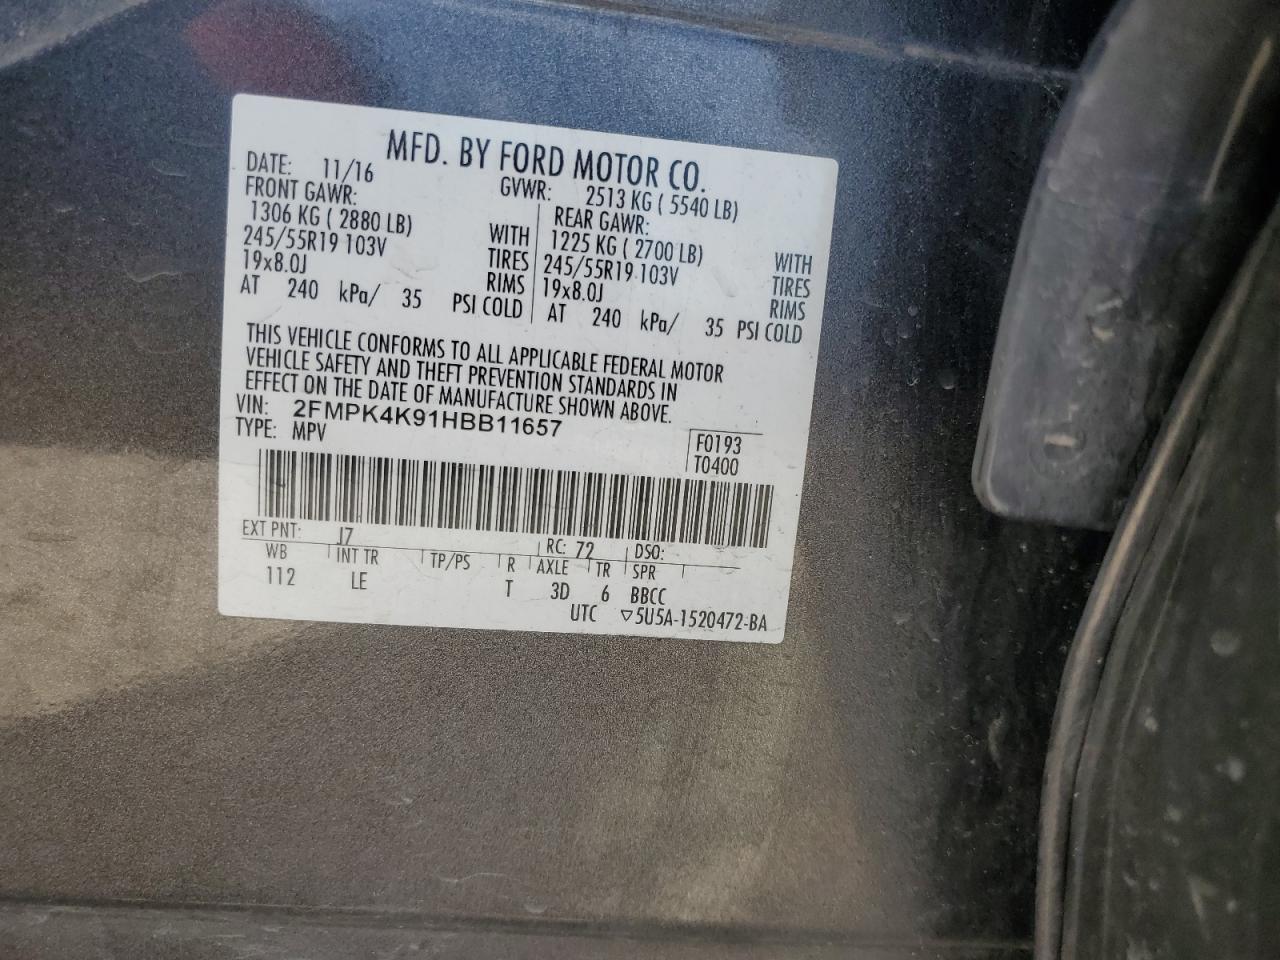 MFD. BY FORD MOTOR CO.
DATE: 11/16 GVWR: 2513 KG ( 5540 LB)
FRONT GAWR: REAR GAWR:
1306 KG ( 2880 LB) WITH 1225 KG ( 2700 LB) WITH
245/55R19 103V TIRES 245/55R19 103V TIRES
19x8.0J RIMS 19x8.0J RIMS
AT 240 kPa/ 35 PSI COLD AT 240 kPa/ 35 PSI COLD
THIS VEHICLE CONFORMS TO ALL APPLICABLE FEDERAL MOTOR
VEHICLE SAFETY AND THEFT PREVENTION STANDARDS IN
EFFECT ON THE DATE OF MANUFACTURE SHOWN ABOVE.
VIN: 2FMPK4K91HBB11657
TYPE: MPV
F0193
T0400
EXT PNT: J7 RC: 72 DSO:
WB INT TR TP/PS R AXLE TR SPR
112 LE T 3D 6 BBCC
UTC ▽5U5A-1520472-BA